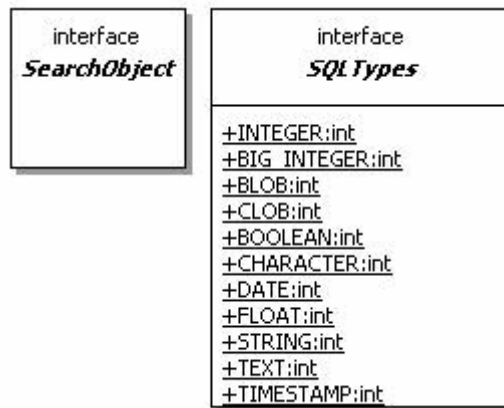 interface
SearchObject
interface
SQLTypes
+INTEGER:int
+BIG_INTEGER:int
+BLOB:int
+CLOB:int
+BOOLEAN:int
+CHARACTER:int
+DATE:int
+FLOAT:int
+STRING:int
+TEXT:int
+TIMESTAMP:int